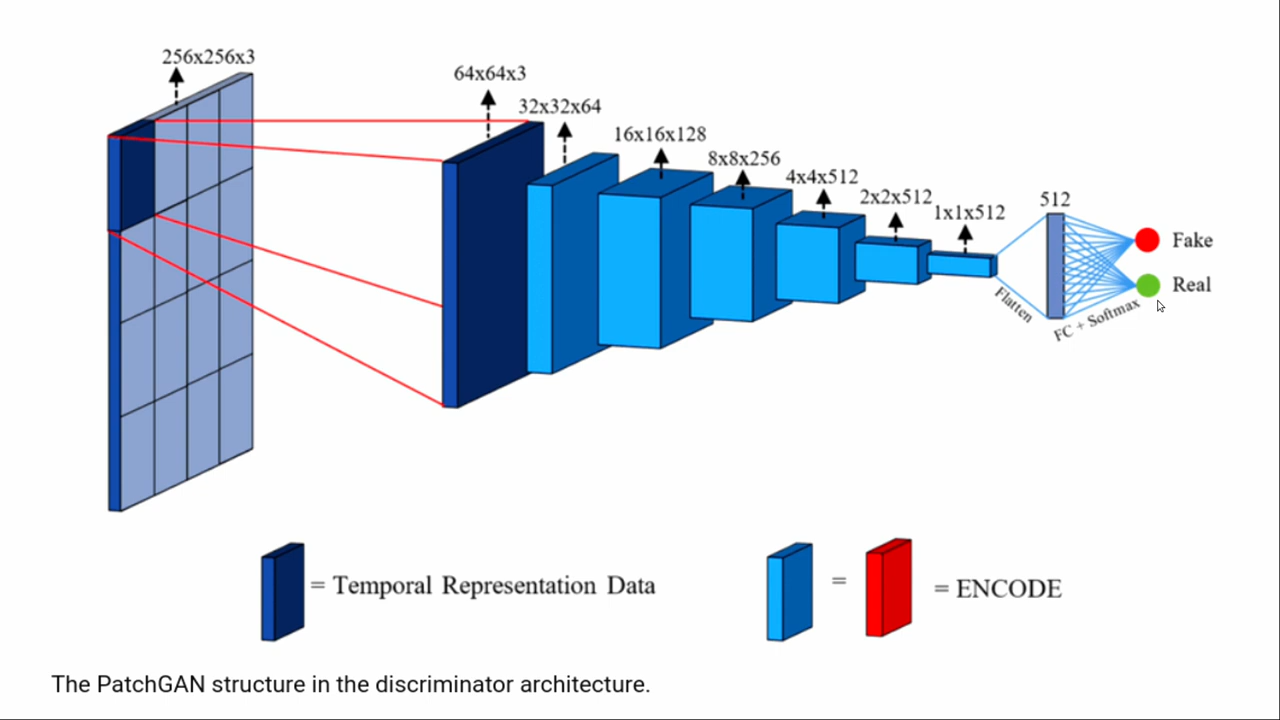 256x256x3
64x64x3
32x32x64
16x16x128
8x8x256
4x4x512
2x2x512
1x1x512
512
Fake
Real
Flatten
FC + Softmax
= Temporal Representation Data
=
= ENCODE
The PatchGAN structure in the discriminator architecture.